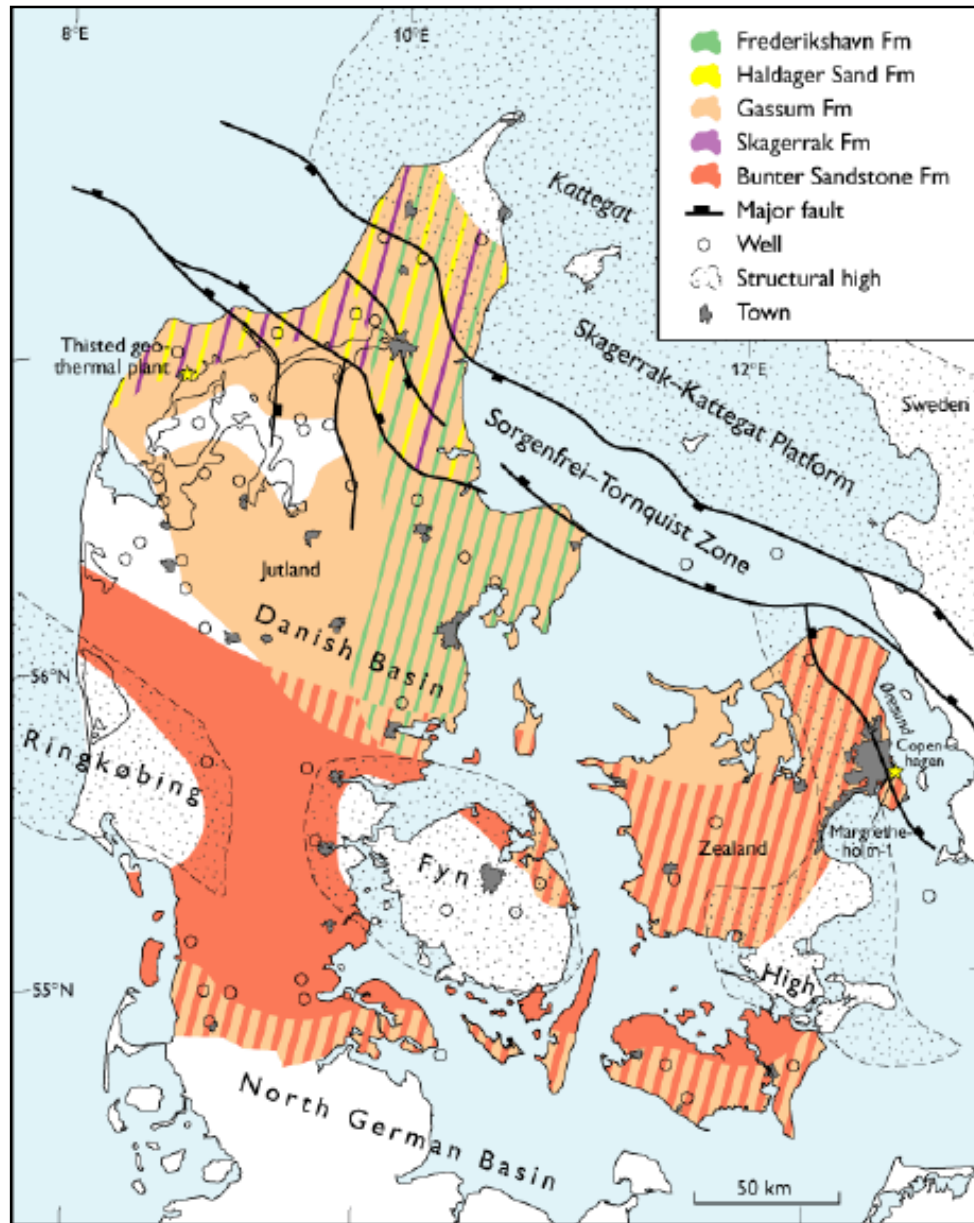 8°E
10°E
Frederikshavn Fm
Haldager Sand Fm
Gassum Fm
Skagerrak Fm
Bunter Sandstone Fm
Major fault
Well
Structural high
Town
Kattegat
Thisted geo-
thermal plant
12°E
Skagerrak–Kattegat Platform
Sweden
Sorgenfrei–Tornquist Zone
Jutland
Danish Basin
56°N
Øresund
Copen-
hagen
Ringkøbing
Margrethe-
holm-1
Zealand
Fyn
High
55°N
North German Basin
50 km